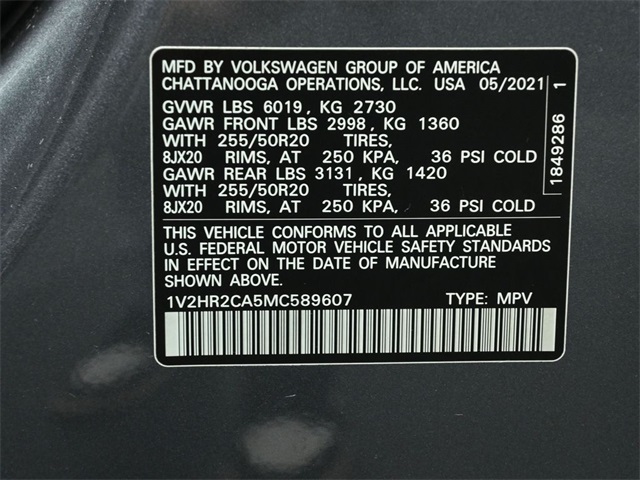 MFD BY VOLKSWAGEN GROUP OF AMERICA
CHATTANOOGA OPERATIONS, LLC. USA 05/2021
GVWR LBS 6019, KG 2730
GAWR FRONT LBS 2998, KG 1360
WITH 255/50R20 TIRES,
8JX20 RIMS, AT 250 KPA, 36 PSI COLD
GAWR REAR LBS 3131, KG 1420
WITH 255/50R20 TIRES,
8JX20 RIMS, AT 250 KPA, 36 PSI COLD
1849286 1
THIS VEHICLE CONFORMS TO ALL APPLICABLE
U.S. FEDERAL MOTOR VEHICLE SAFETY STANDARDS
IN EFFECT ON THE DATE OF MANUFACTURE
SHOWN ABOVE.
1V2HR2CA5MC589607 TYPE: MPV